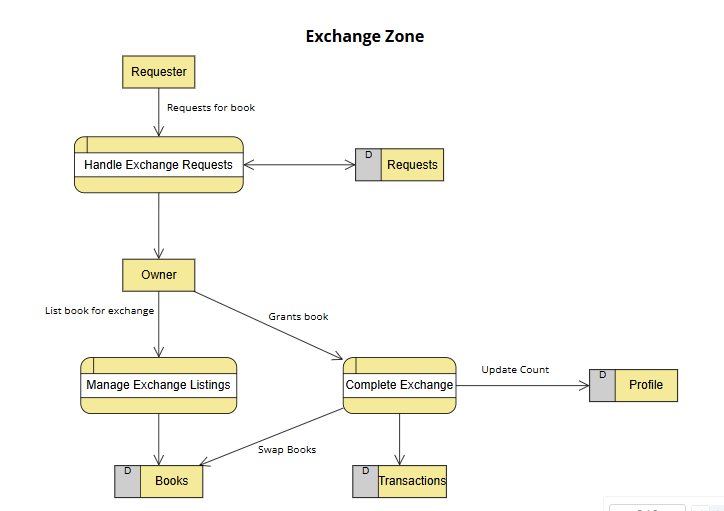 Exchange Zone
Requester
Requests for book
Handle Exchange Requests
D
Requests
Owner
List book for exchange
Grants book
Manage Exchange Listings
Complete Exchange
Update Count
D
Profile
Swap Books
D
Books
D
Transactions